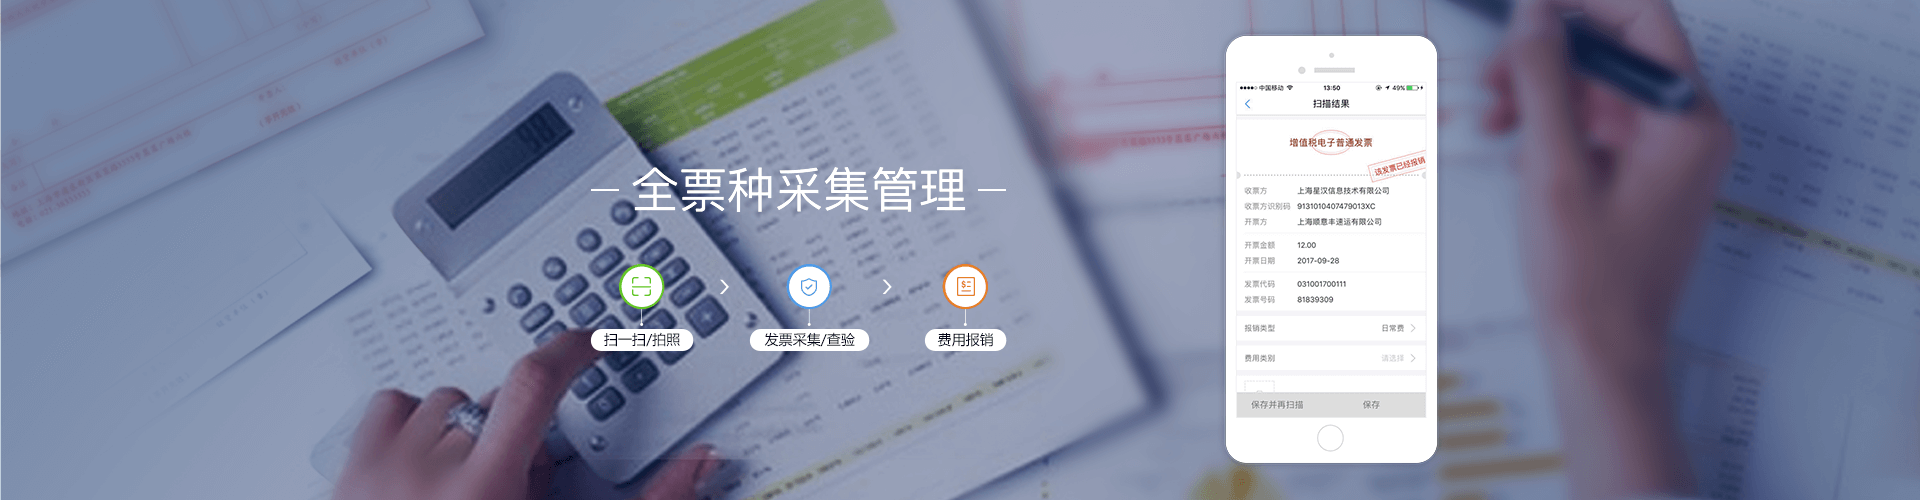 全票种采集管理
扫一扫/拍照
发票采集/查验
费用报销
中国移动
13:50
49%
扫描结果
增值税电子普通发票
该发票已经报销
收票方 上海星汉信息技术有限公司
收票方识别码 9131010407479013XC
开票方 上海顺意丰速运有限公司
开票金额 12.00
开票日期 2017-09-28
发票代码 031001700111
发票号码 81839309
报销类型 日常费
费用类别 请选择
保存并再扫描 保存